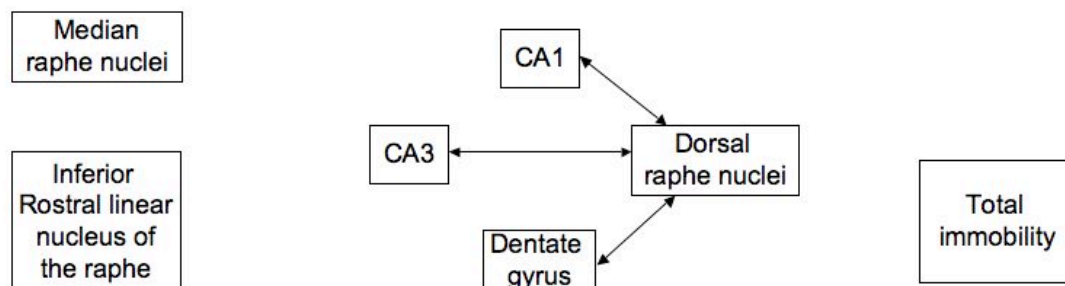 Median
raphe nuclei
CA1
CA3
Dorsal
raphe nuclei
Inferior
Rostral linear
nucleus of
the raphe
Total
immobility
Dentate
gyrus